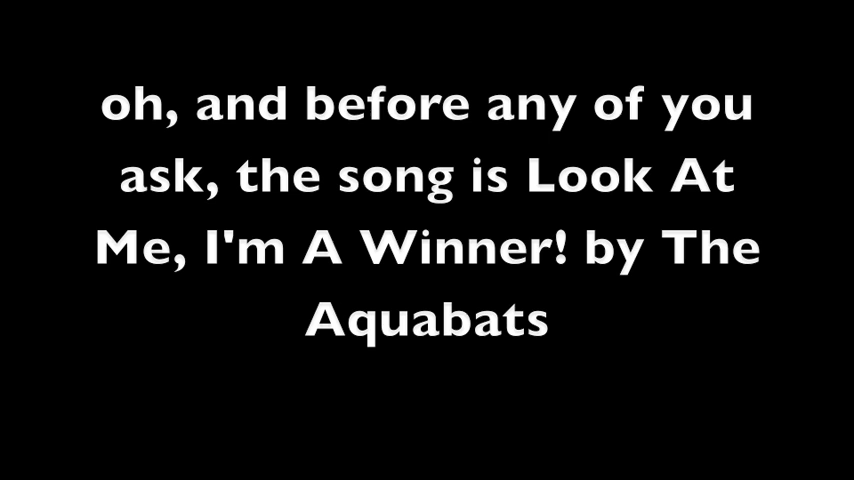 oh, and before any of you
ask, the song is Look At
Me, I'm A Winner! by The
Aquabats